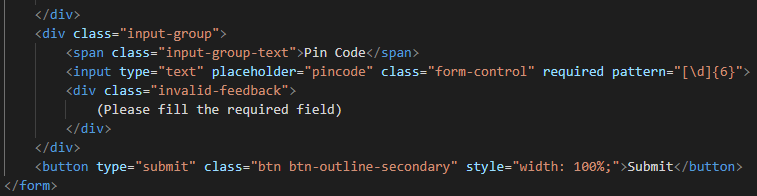 </div>
<div class="input-group">
<span class="input-group-text">Pin Code</span>
<input type="text" placeholder="pincode" class="form-control" required pattern="[\d]{6}">
<div class="invalid-feedback">
(Please fill the required field)
</div>
</div>
<button type="submit" class="btn btn-outline-secondary" style="width: 100%;">Submit</button>
</form>